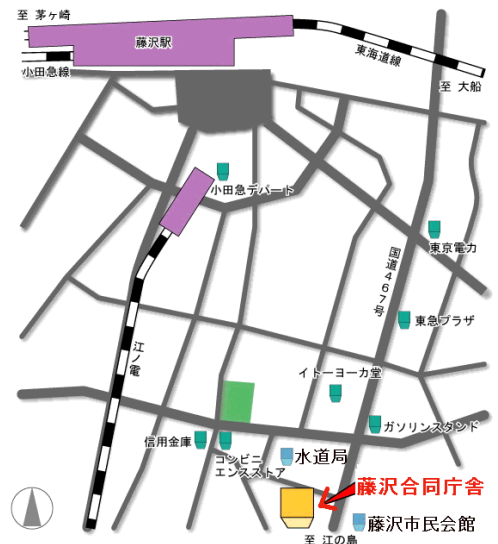 至 茅ヶ崎
藤沢駅
小田急線
東海道線
至 大船
小田急デパート
東京電力
国道467号
東急プラザ
江ノ電
イトーヨーカ堂
ガソリンスタンド
信用金庫
コンビニ
エンスストア
水道局
藤沢合同庁舎
藤沢市民会館
至 江の島